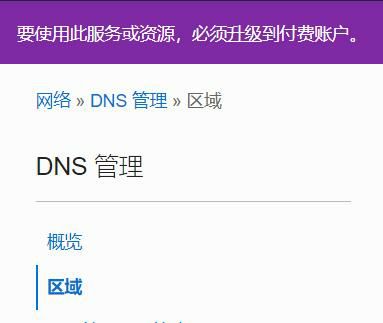 要使用此服务或资源，必须升级到付费账户。
网络 » DNS 管理 » 区域
DNS 管理
概览
区域